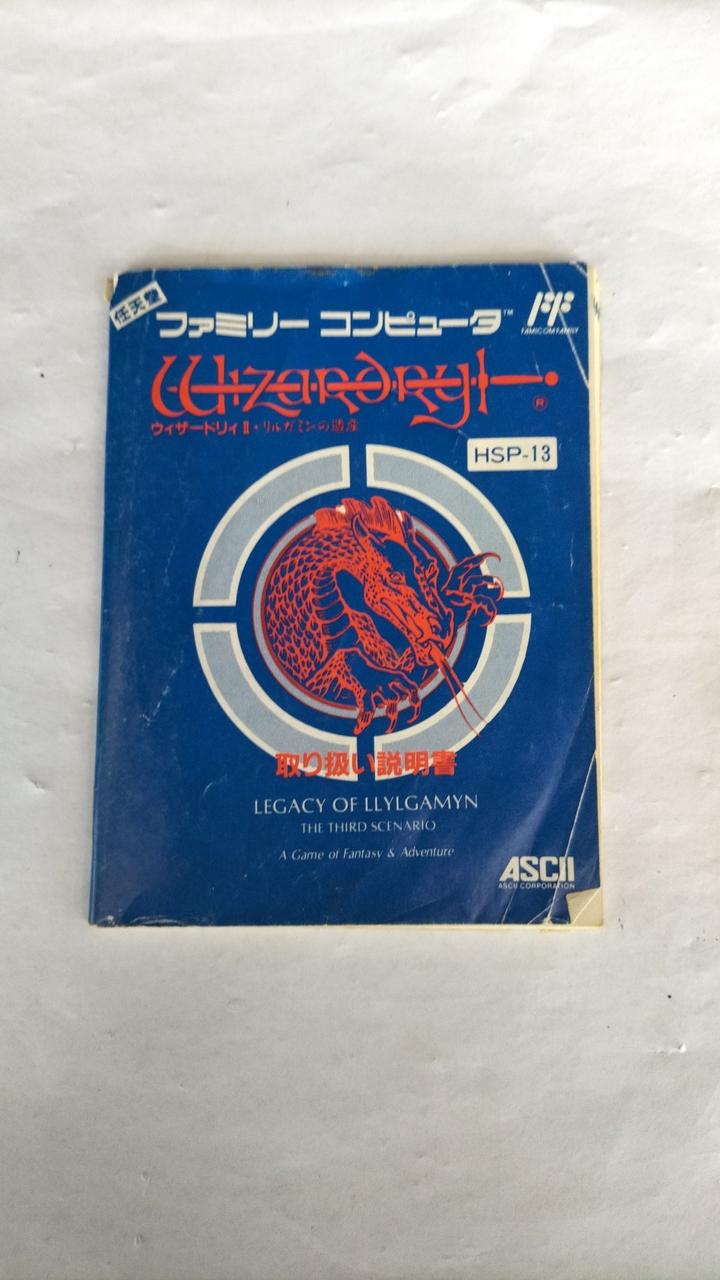 任天堂
ファミリー コンピュータ™
FAMICOM FAMILY
Wizardry
®
ウィザードリィⅡ・リルガミンの遺産
HSP-13
取り扱い説明書
LEGACY OF LLYLGAMYN
THE THIRD SCENARIO
A Game of Fantasy & Adventure
ASCII
ASCII CORPORATION